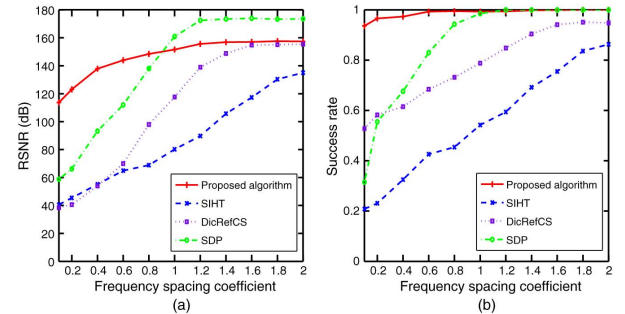 180
160
140
120
100
80
60
40
20
0
RSNR (dB)
0.2 0.4 0.6 0.8 1 1.2 1.4 1.6 1.8 2
Frequency spacing coefficient
(a)
Proposed algorithm
SIHT
DicRefCS
SDP
1
0.8
0.6
0.4
0.2
0
Success rate
0.2 0.4 0.6 0.8 1 1.2 1.4 1.6 1.8 2
Frequency spacing coefficient
(b)
Proposed algorithm
SIHT
DicRefCS
SDP